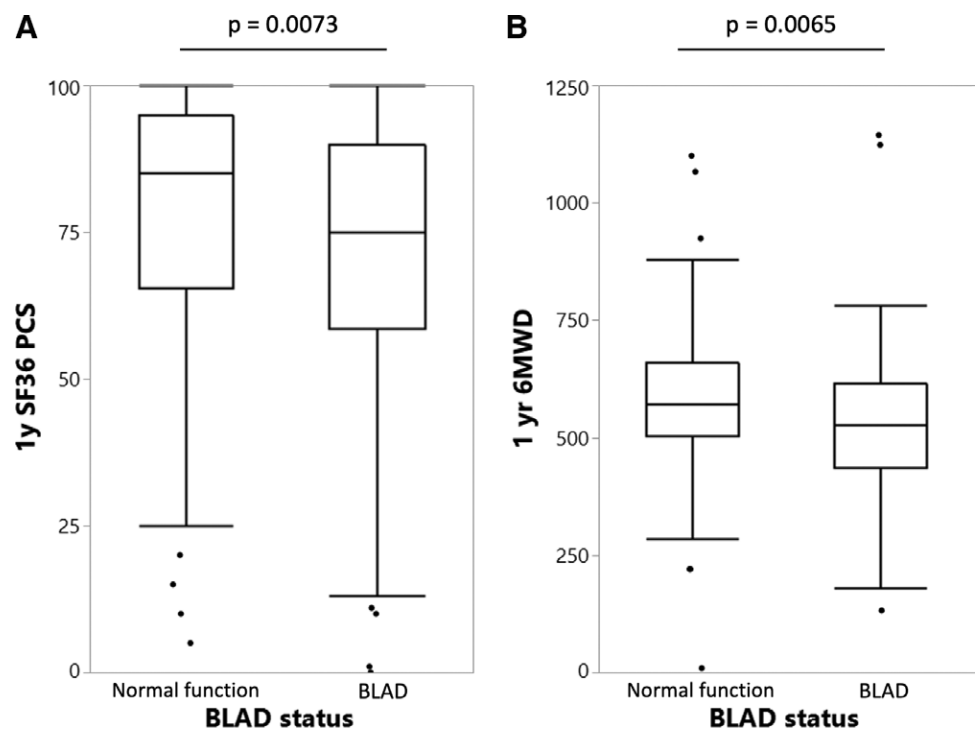 A
p = 0.0073
100
75
50
25
0
1y SF36 PCS
Normal function
BLAD
BLAD status
B
p = 0.0065
1250
1000
750
500
250
0
1 yr 6MWD
Normal function
BLAD
BLAD status